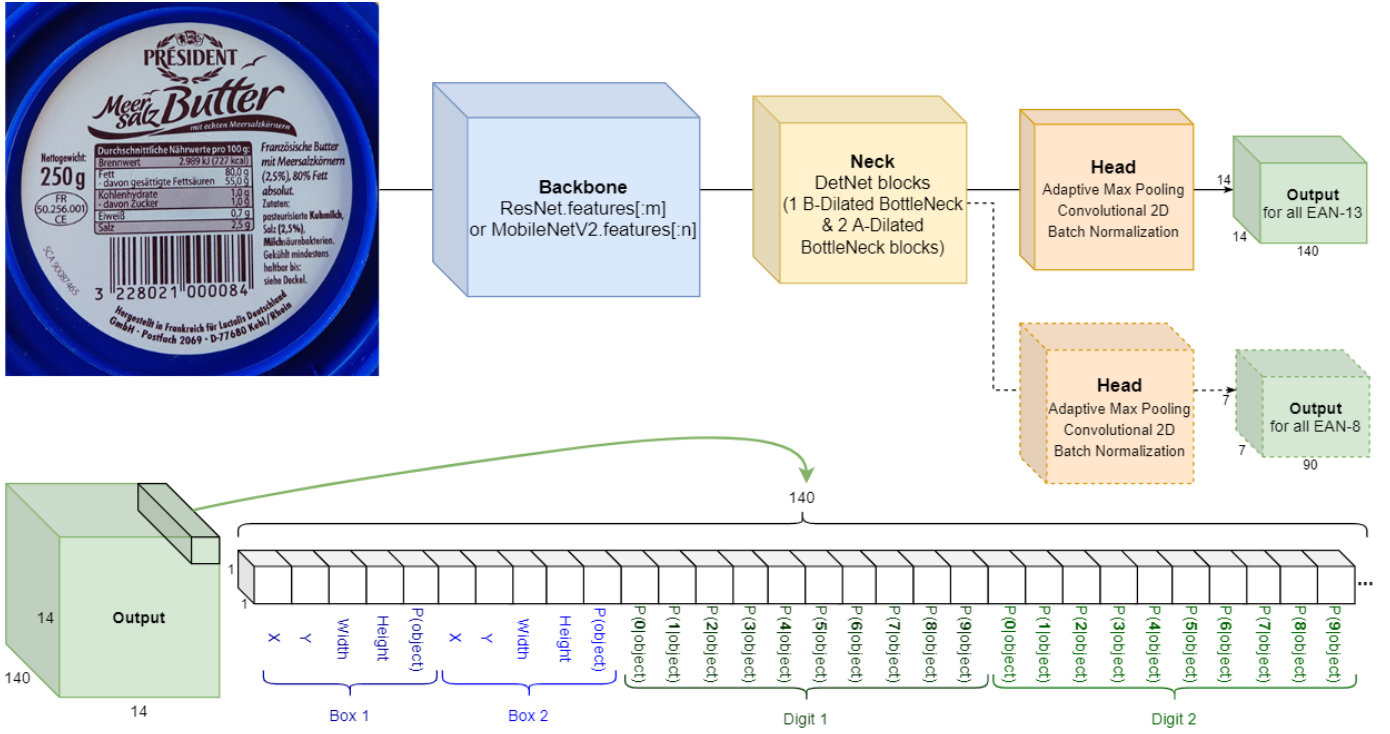 PRÉSIDENT
Meer
salz Butter
mit echten Meersalzkörnern
Nettogewicht:
250 g
FR
50.256.001
CE
SCA 90087465
Durchschnittliche Nährwerte pro 100 g:
Brennwert 2.989 kJ (727 kcal)
Fett 80,0 g
- davon gesättigte Fettsäuren 55,0 g
Kohlenhydrate 1,0 g
- davon Zucker 1,0 g
Eiweiß 0,7 g
Salz 2,5 g
Französische Butter
mit Meersalzkörnern
(2,5%), 80% Fett
absolut.
Zutaten:
pasteurisierte Kuhmilch,
Salz (2,5%),
Milchsäurebakterien.
Gekühlt mindestens
haltbar bis:
siehe Deckel.
3 228021 000084
Hergestellt in Frankreich für Lactalis Deutschland
GmbH - Postfach 2069 - D-77680 Kehl/Rhein
Backbone
ResNet.features[:m]
or MobileNetV2.features[:n]
Neck
DetNet blocks
(1 B-Dilated BottleNeck
& 2 A-Dilated
BottleNeck blocks)
Head
Adaptive Max Pooling
Convolutional 2D
Batch Normalization
14
14
140
Output
for all EAN-13
Head
Adaptive Max Pooling
Convolutional 2D
Batch Normalization
7
7
90
Output
for all EAN-8
140
14
14
Output
140
1
1
...
X
Y
Width
Height
P(object)
X
Y
Width
Height
P(object)
P(0|object)
P(1|object)
P(2|object)
P(3|object)
P(4|object)
P(5|object)
P(6|object)
P(7|object)
P(8|object)
P(9|object)
P(0|object)
P(1|object)
P(2|object)
P(3|object)
P(4|object)
P(5|object)
P(6|object)
P(7|object)
P(8|object)
P(9|object)
Box 1
Box 2
Digit 1
Digit 2